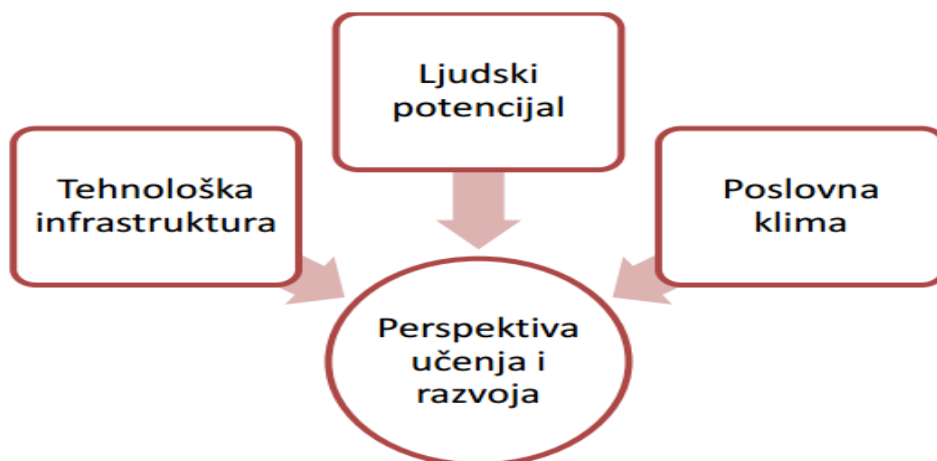 Ljudski
potencijal
Tehnološka
infrastruktura
Poslovna
klima
Perspektiva
učenja i
razvoja